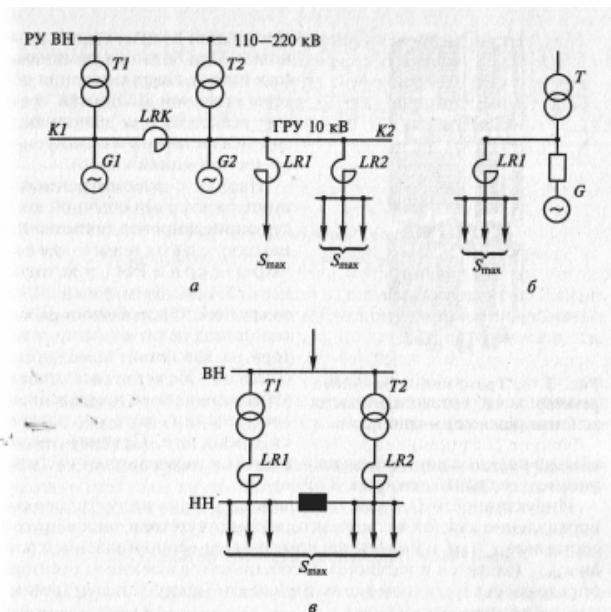 РУ ВН 110—220 кВ
T1 T2
LRK
K1 ГРУ 10 кВ K2
G1 G2 LR1 LR2
Smax Smax
а
T
LR1
G
Smax
б
ВН
T1 T2
LR1 LR2
НН
Smax
в